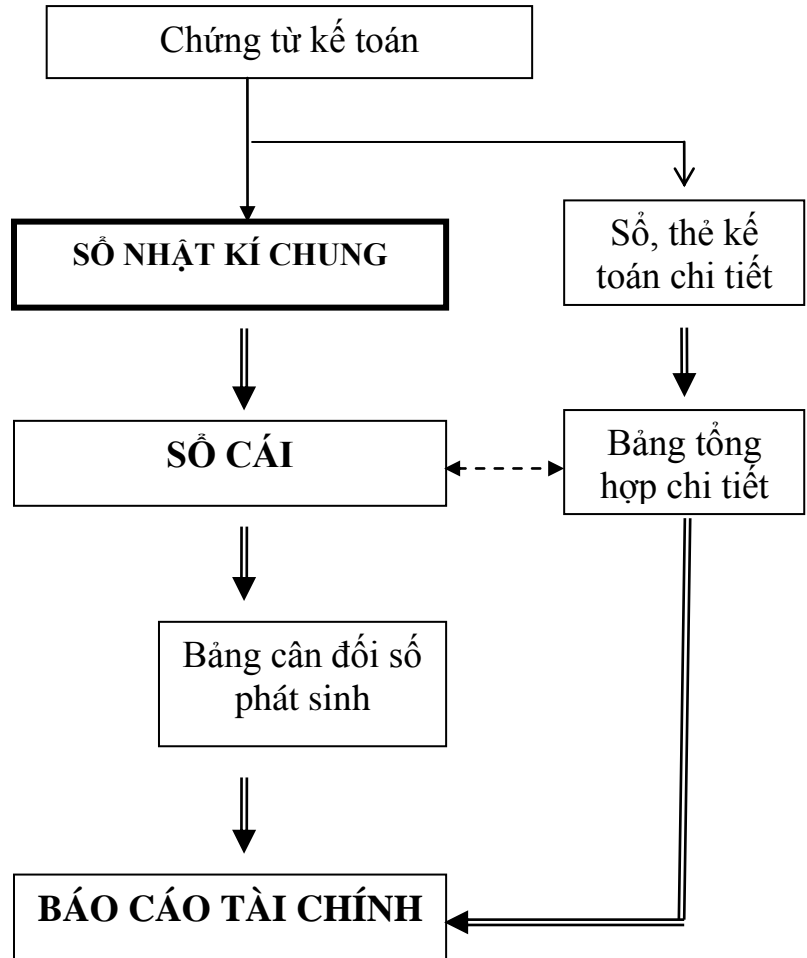 Chứng từ kế toán
SỔ NHẬT KÍ CHUNG
Sổ, thẻ kế
toán chi tiết
SỔ CÁI
Bảng tổng
hợp chi tiết
Bảng cân đối số
phát sinh
BÁO CÁO TÀI CHÍNH